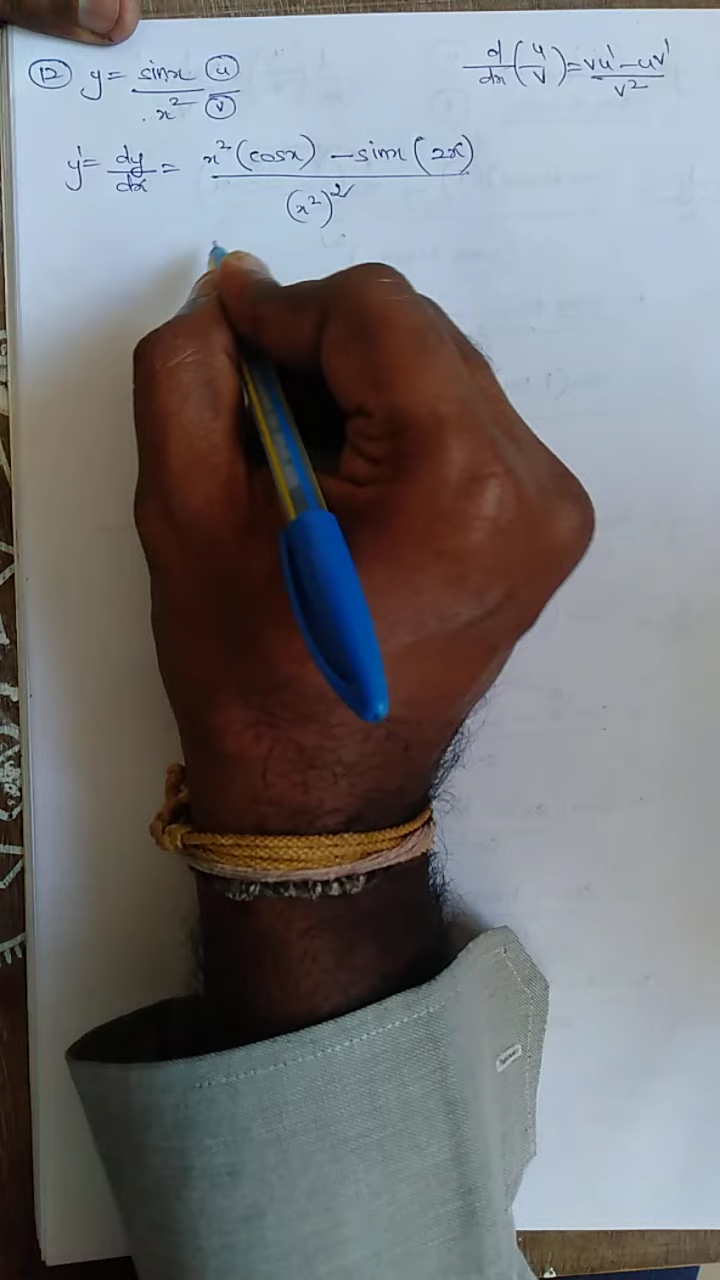 ⑫ y = sinx ⓤ / x² ⓥ
d/dx (u/v) = vu' - uv' / v²
y' = dy/dx = x² (cosx) - sinx (2x) / (x²)²